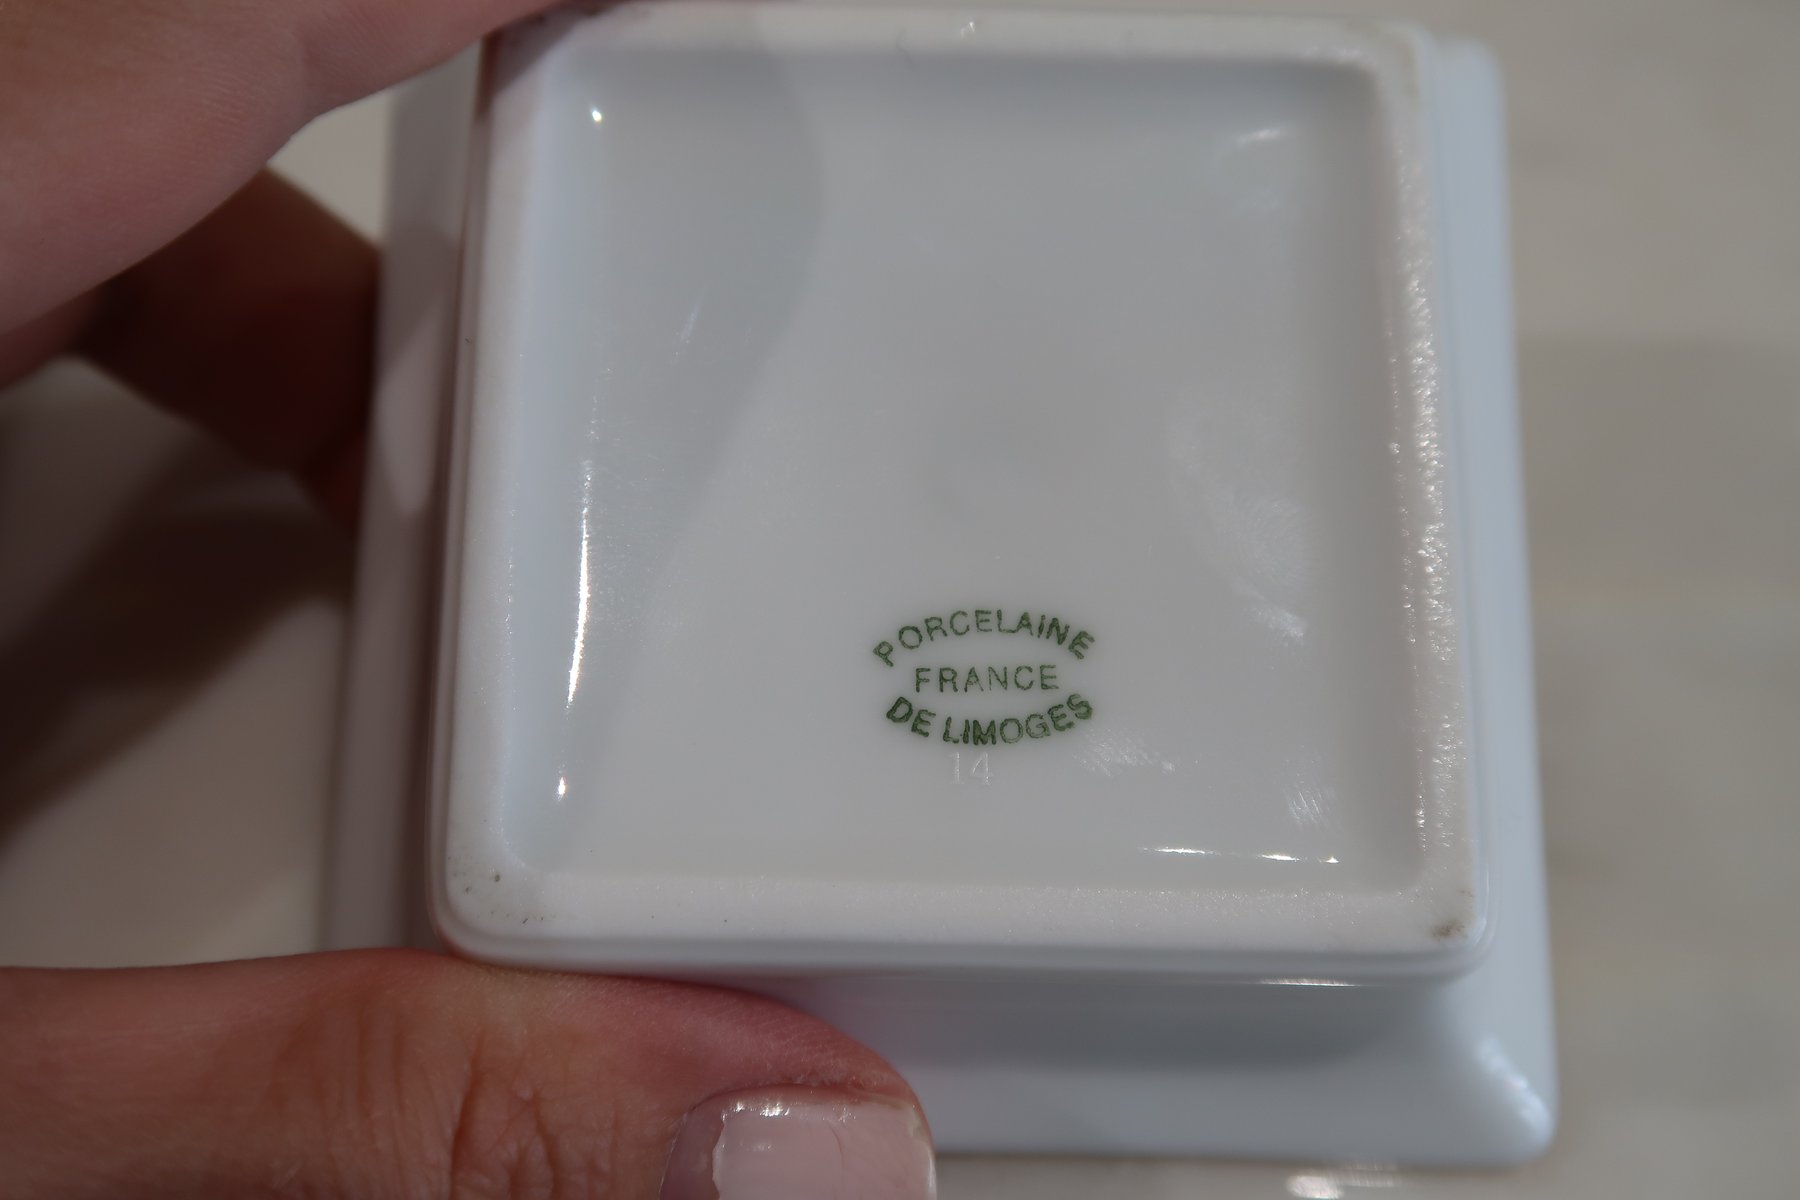 PORCELAINE
FRANCE
DE LIMOGES
14